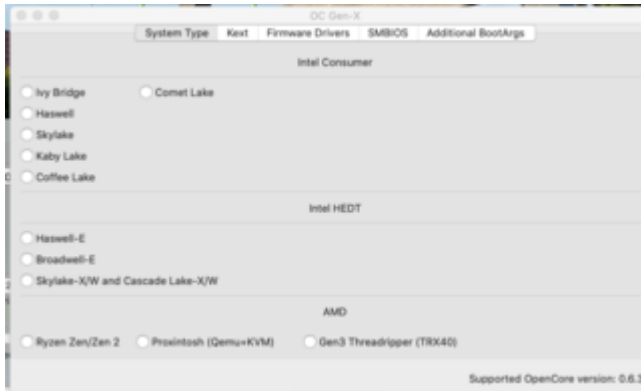 OC Gen-X
System Type Kext Firmware Drivers SMBIOS Additional BootArgs
Intel Consumer
Ivy Bridge Comet Lake
Haswell
Skylake
Kaby Lake
Coffee Lake
Intel HEDT
Haswell-E
Broadwell-E
Skylake-X/W and Cascade Lake-X/W
AMD
Ryzen Zen/Zen 2 Proxintosh (Qemu+KVM) Gen3 Threadripper (TRX40)
Supported OpenCore version: